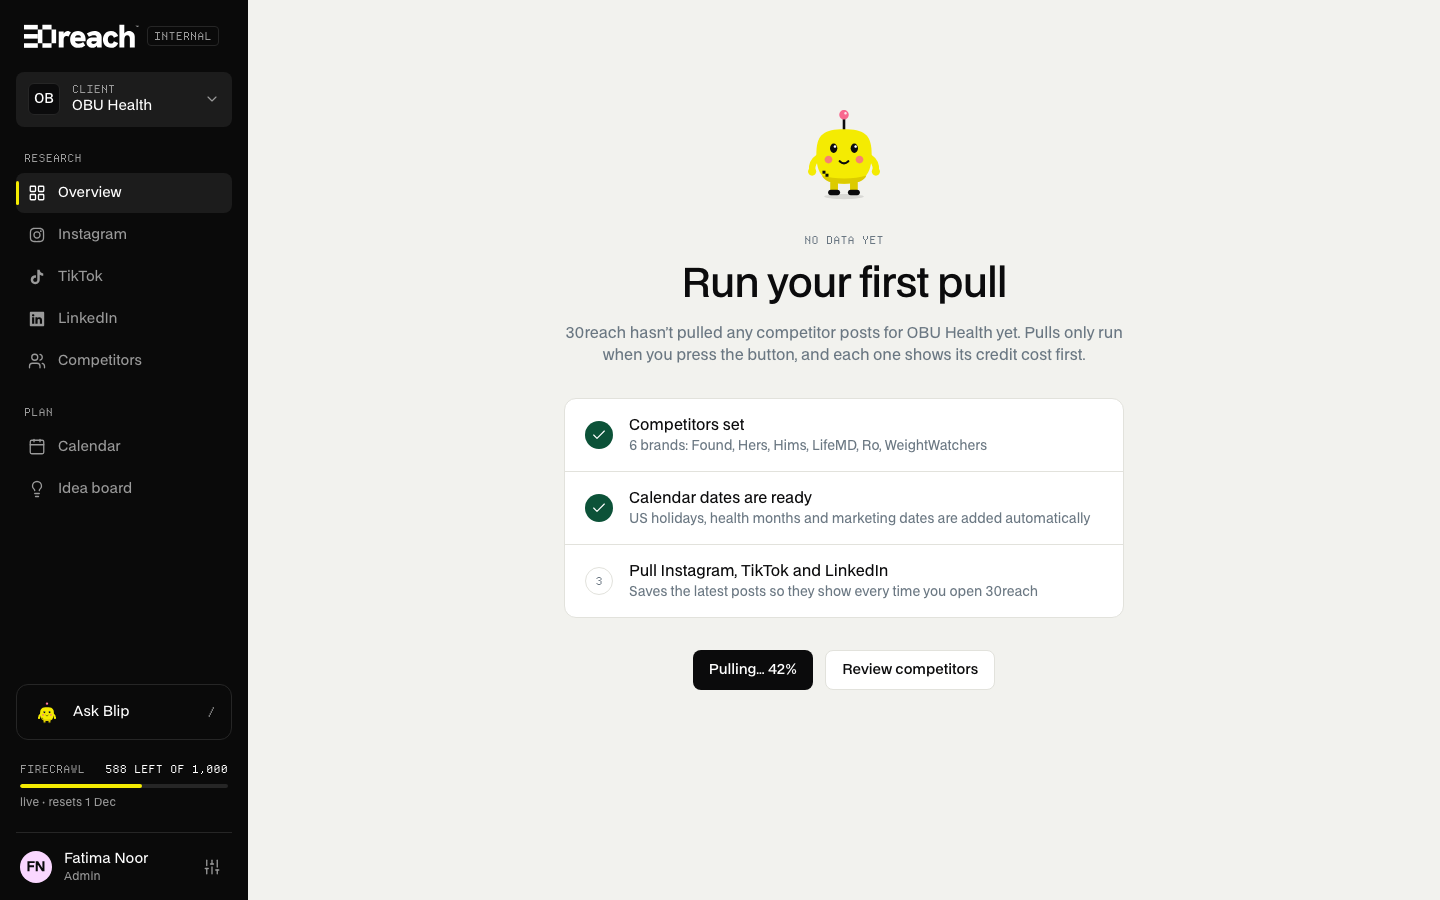 30reach
INTERNAL
OB
CLIENT
OBU Health
RESEARCH
Overview
Instagram
TikTok
LinkedIn
Competitors
PLAN
Calendar
Idea board
Ask Blip
/
FIRECRAWL 588 LEFT OF 1,000
live · resets 1 Dec
FN
Fatima Noor
Admin
NO DATA YET
Run your first pull
30reach hasn't pulled any competitor posts for OBU Health yet. Pulls only run
when you press the button, and each one shows its credit cost first.
Competitors set
6 brands: Found, Hers, Hims, LifeMD, Ro, WeightWatchers
Calendar dates are ready
US holidays, health months and marketing dates are added automatically
3
Pull Instagram, TikTok and LinkedIn
Saves the latest posts so they show every time you open 30reach
Pulling... 42%
Review competitors